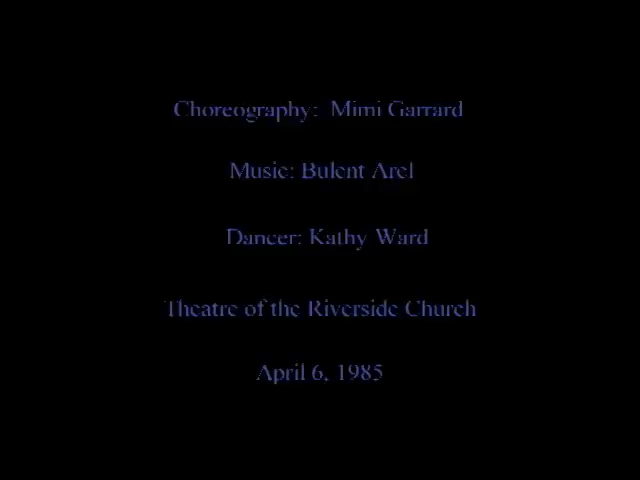 Choreography:  Mimi Garrard
Music: Bulent Arel
Dancer: Kathy Ward
Theatre of the Riverside Church
April 6, 1985